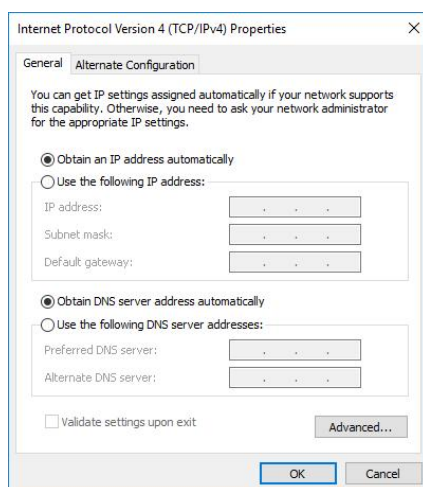 Internet Protocol Version 4 (TCP/IPv4) Properties
General
Alternate Configuration
You can get IP settings assigned automatically if your network supports
this capability. Otherwise, you need to ask your network administrator
for the appropriate IP settings.
Obtain an IP address automatically
Use the following IP address:
IP address:
Subnet mask:
Default gateway:
Obtain DNS server address automatically
Use the following DNS server addresses:
Preferred DNS server:
Alternate DNS server:
Validate settings upon exit
Advanced...
OK
Cancel